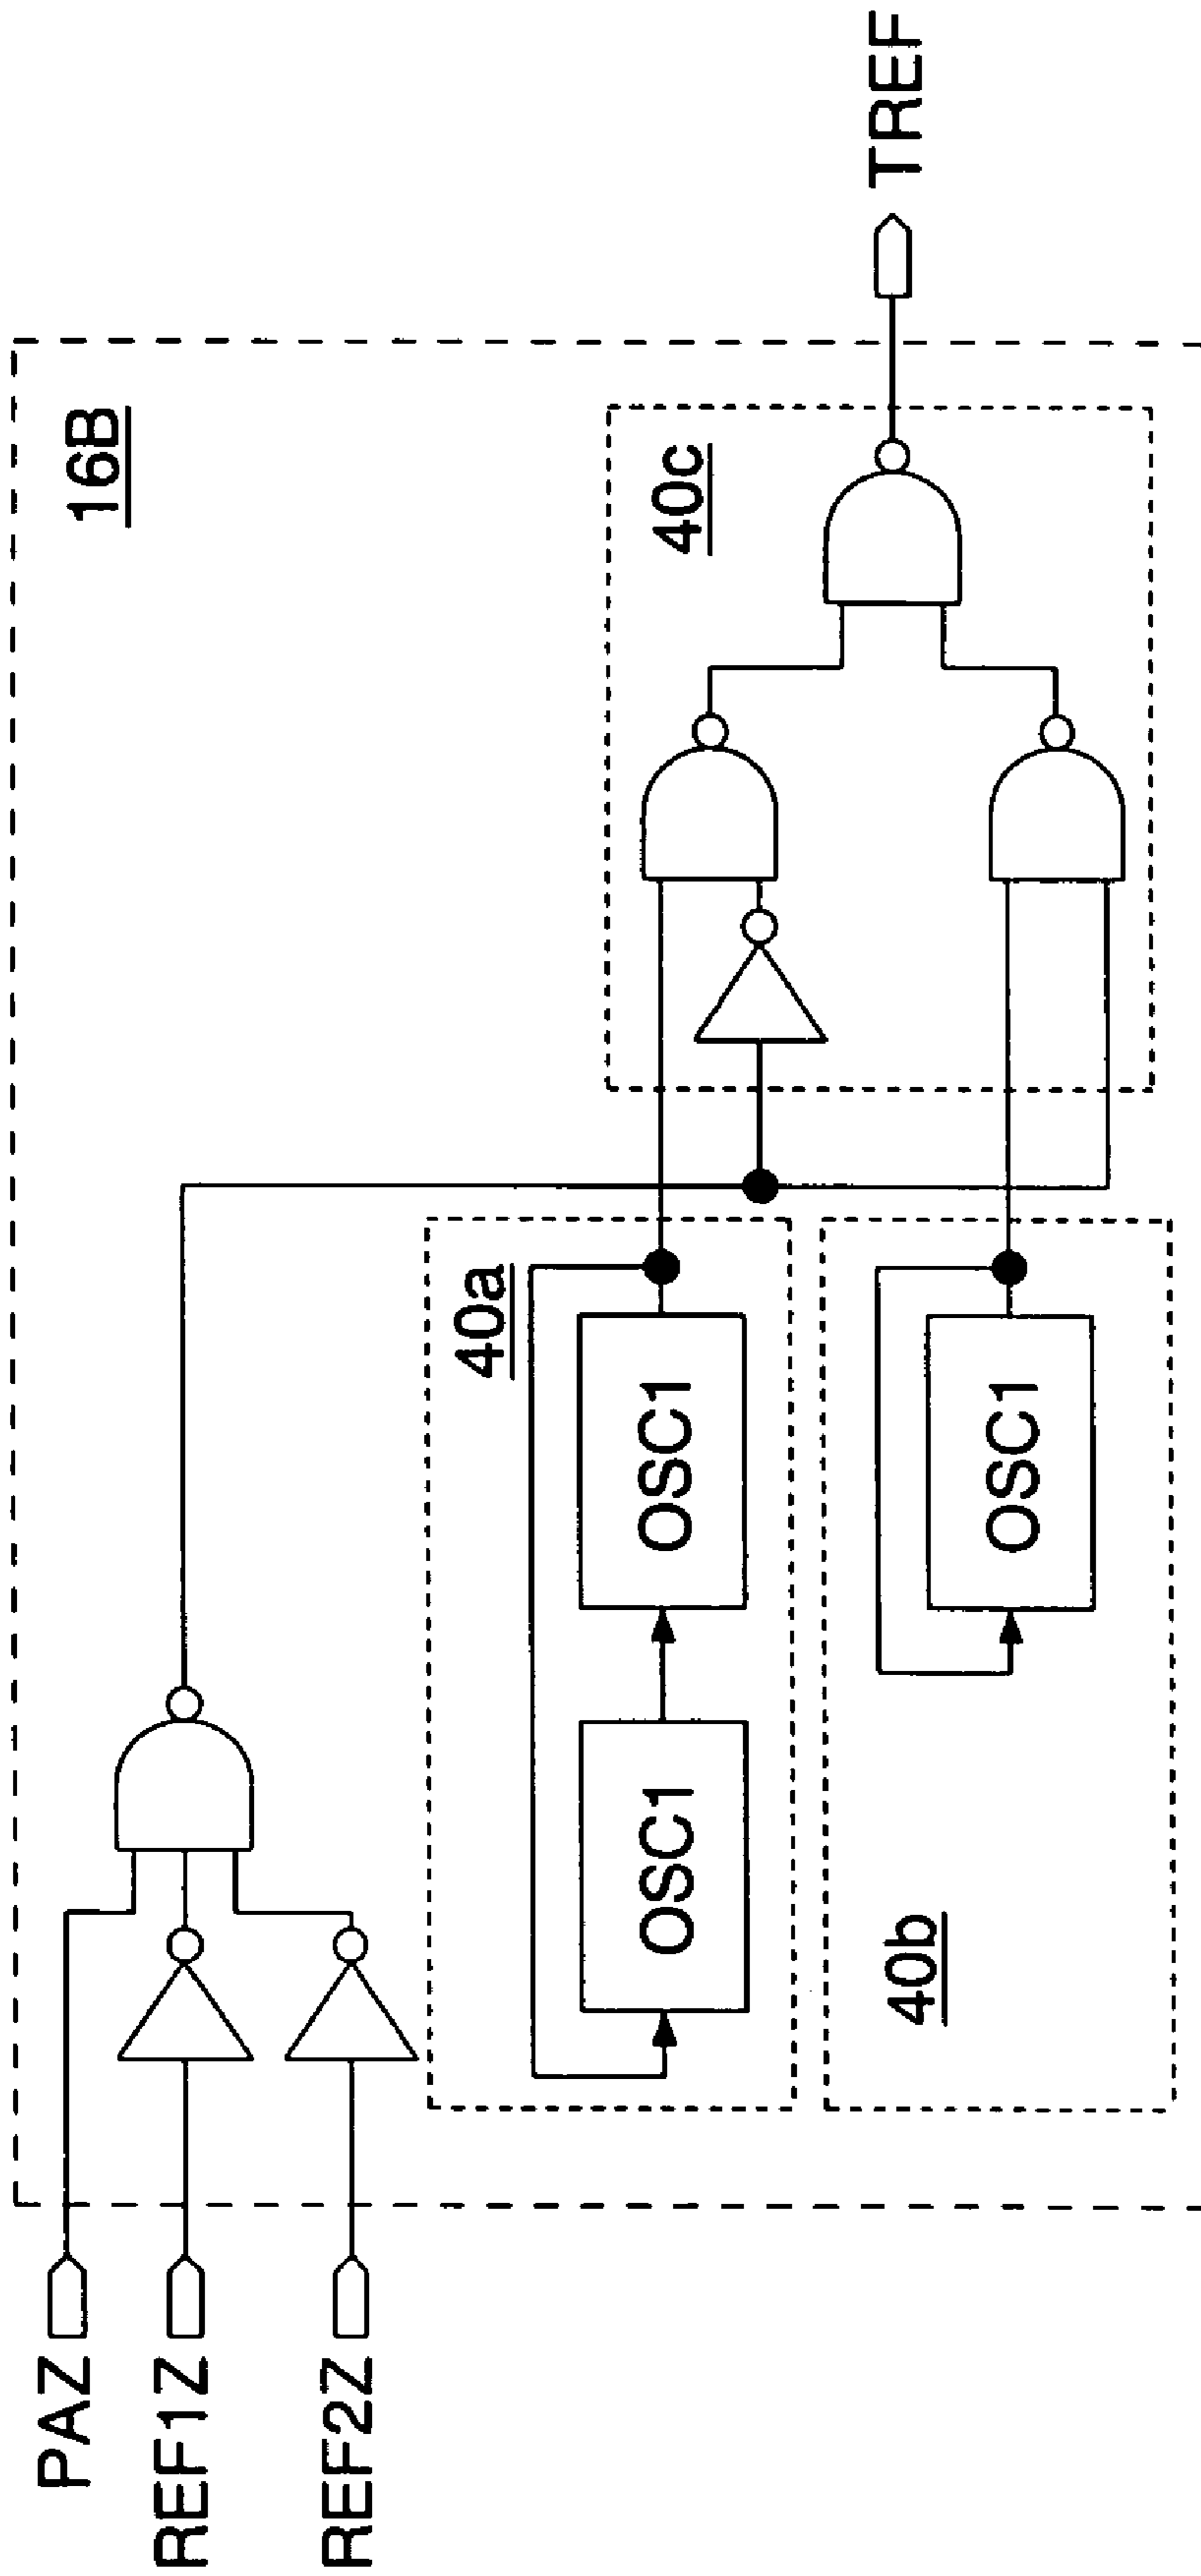 16B
PAZ
REF1Z
REF2Z
40a
OSC1
OSC1
40b
OSC1
40c
TREF